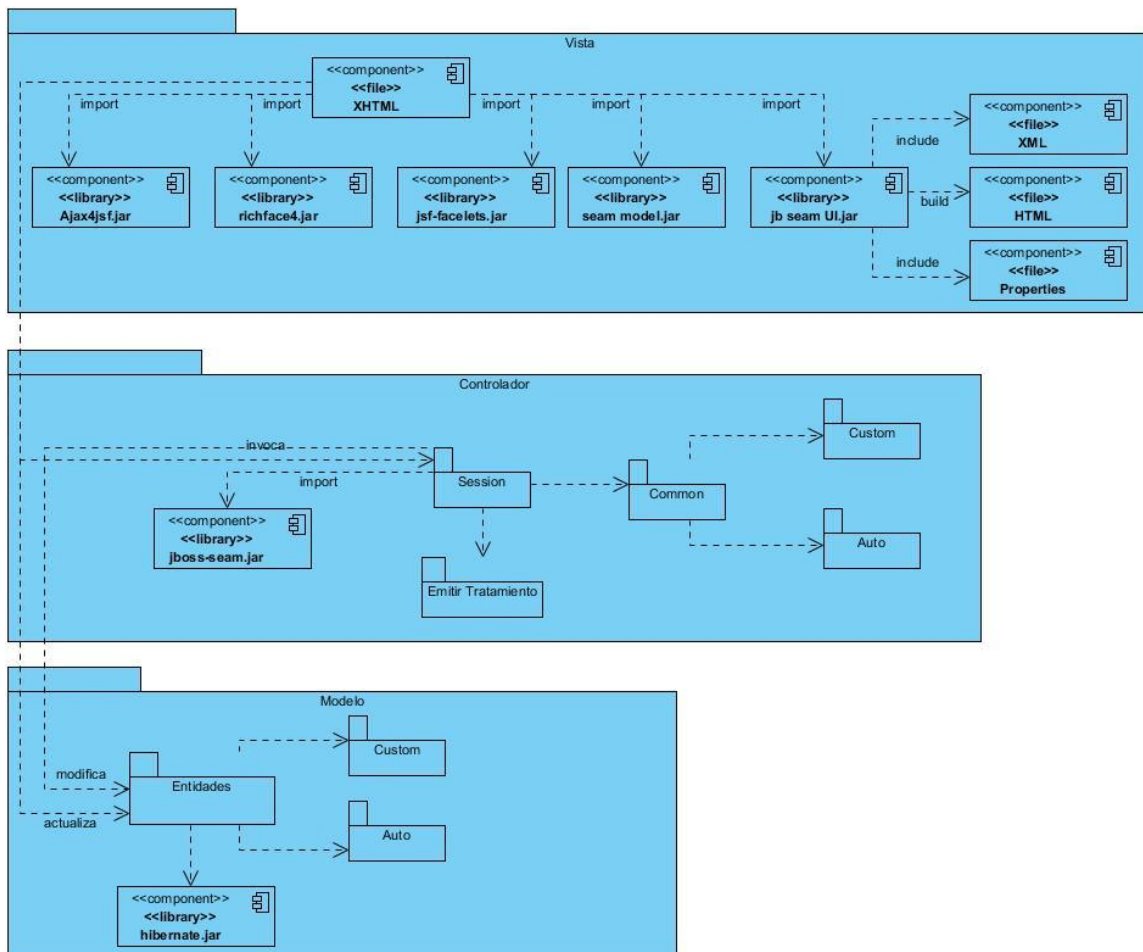 Vista
<<component>>
<<file>>
XHTML
import
import
import
import
import
<<component>>
<<library>>
Ajax4jsf.jar
<<component>>
<<library>>
richface4.jar
<<component>>
<<library>>
jsf-facelets.jar
<<component>>
<<library>>
seam model.jar
<<component>>
<<library>>
jb seam UI.jar
include
build
include
<<component>>
<<file>>
XML
<<component>>
<<file>>
HTML
<<component>>
<<file>>
Properties
Controlador
invoca
import
Session
Common
Custom
Auto
<<component>>
<<library>>
jboss-seam.jar
Emitir Tratamiento
Modelo
modifica
actualiza
Entidades
Custom
Auto
<<component>>
<<library>>
hibernate.jar